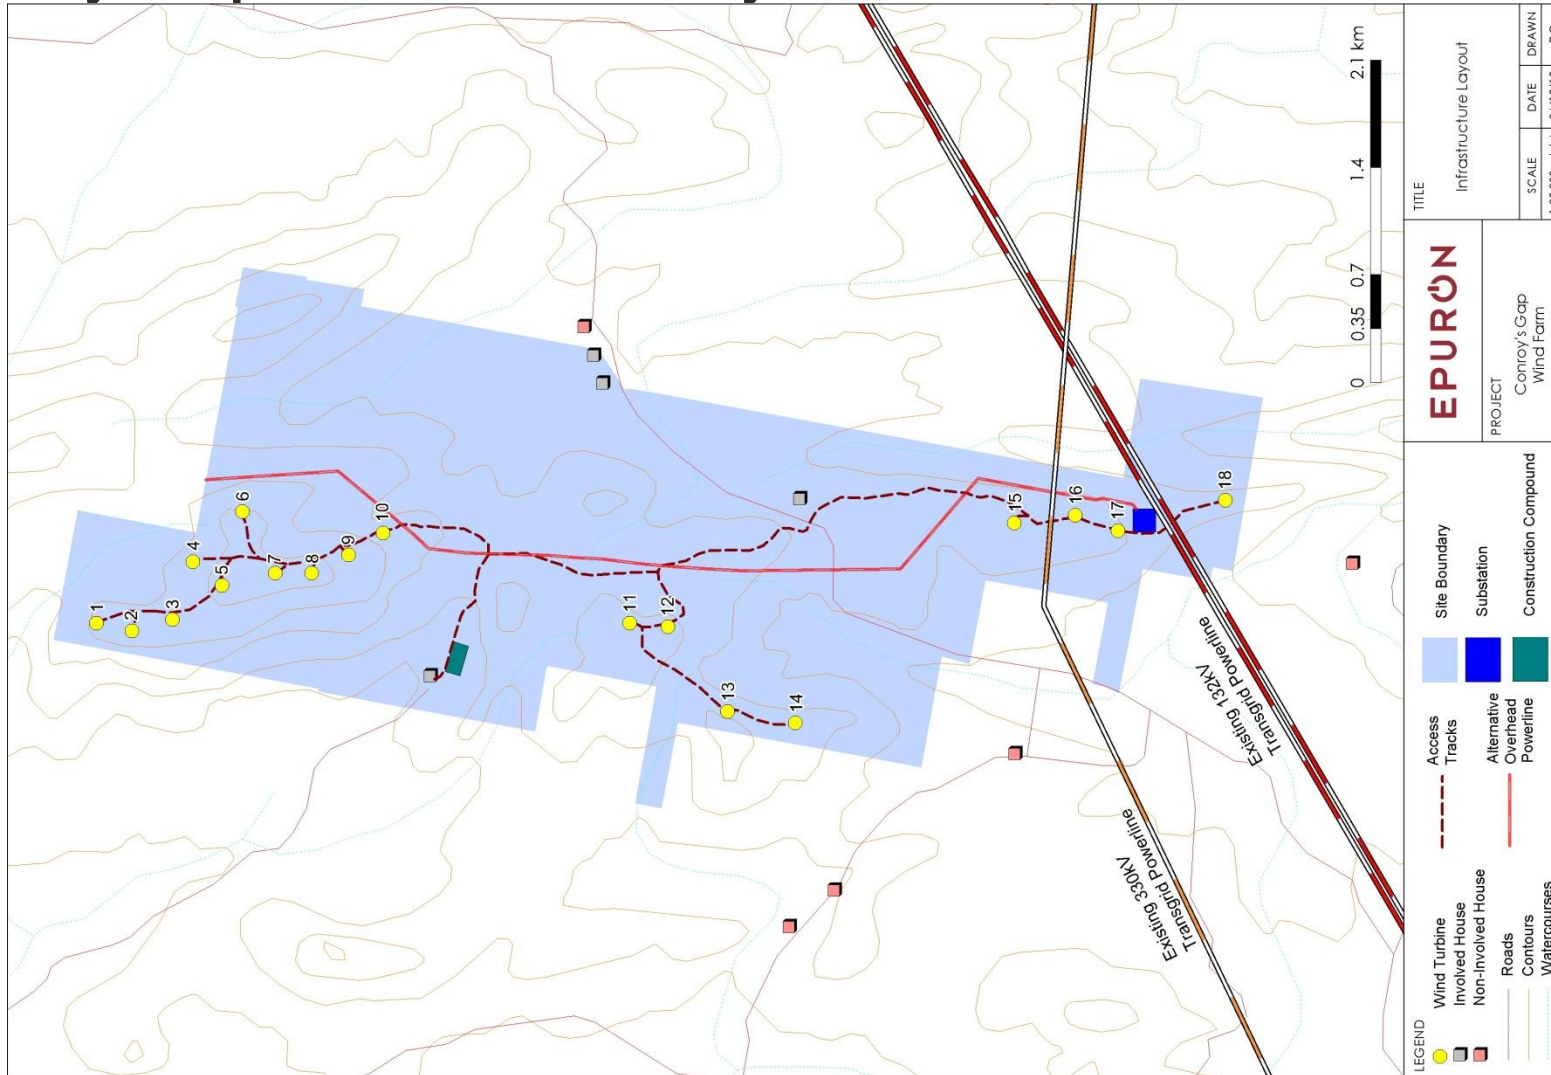 1
2
3
4
5
6
7
8
9
10
11
12
13
14
15
16
17
18
Existing 330kV
Transgrid Powerline
Existing 132kV
Transgrid Powerline
0
0.35
0.7
1.4
2.1 km
LEGEND
Wind Turbine
Involved House
Non-Involved House
Roads
Contours
Watercourses
Access
Tracks
Alternative
Overhead
Powerline
Site Boundary
Substation
Construction Compound
EPURON
PROJECT
Conroy's Gap
Wind Farm
TITLE
Infrastructure Layout
SCALE
DATE
DRAWN